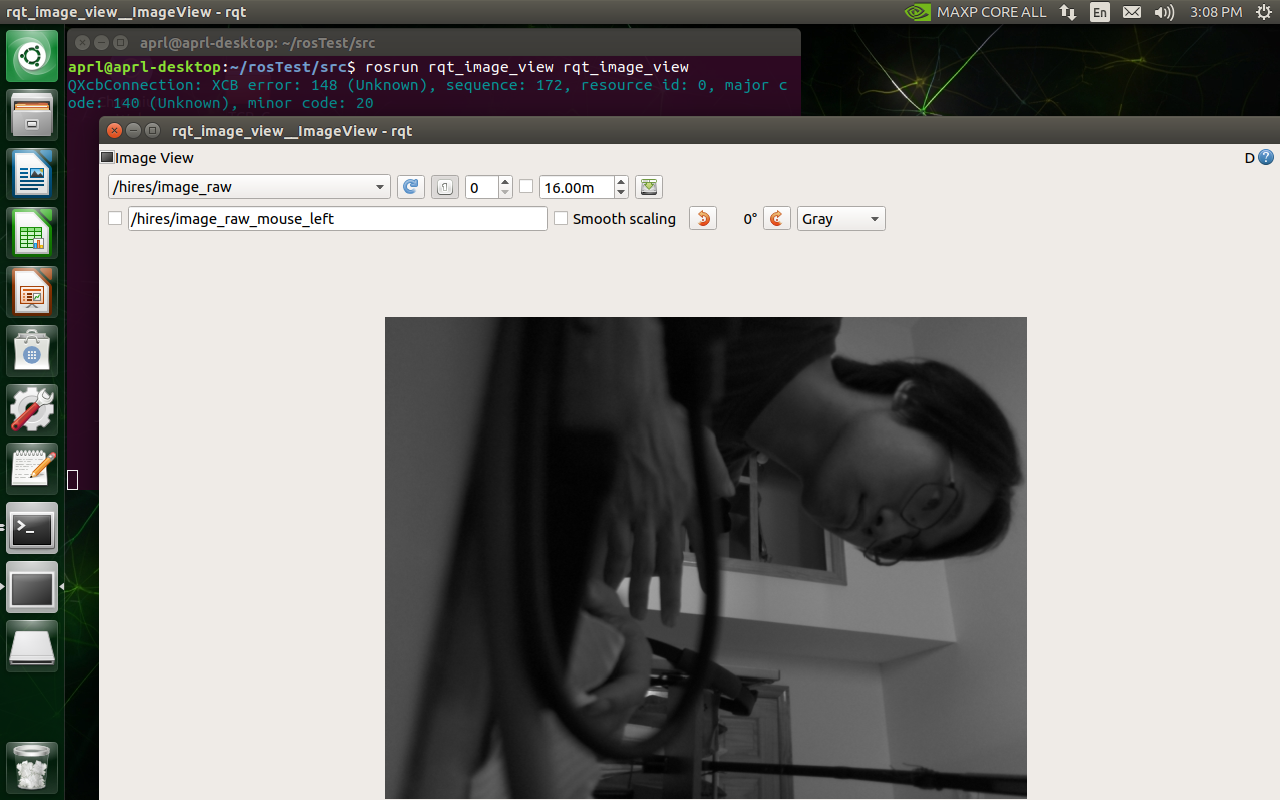 rqt_image_view__ImageView - rqt
MAXP CORE ALL En 3:08 PM
aprl@aprl-desktop: ~/rosTest/src
aprl@aprl-desktop:~/rosTest/src$ rosrun rqt_image_view rqt_image_view
QXcbConnection: XCB error: 148 (Unknown), sequence: 172, resource id: 0, major c
ode: 140 (Unknown), minor code: 20
rqt_image_view__ImageView - rqt
Image View D ?
/hires/image_raw 0 16.00m
/hires/image_raw_mouse_left Smooth scaling 0° Gray